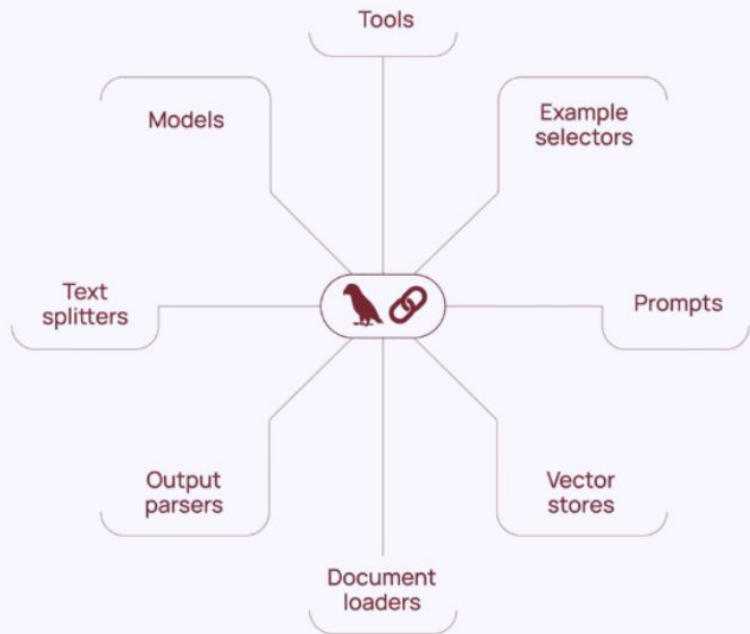 Tools
Models
Example
selectors
Text
splitters
Prompts
Output
parsers
Vector
stores
Document
loaders